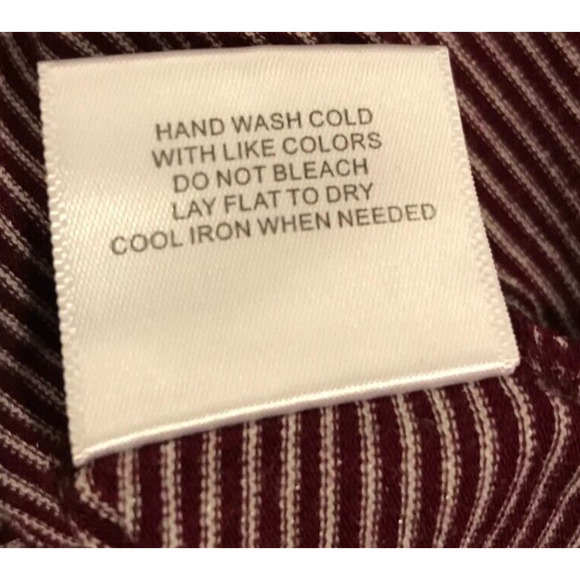 HAND WASH COLD
WITH LIKE COLORS
DO NOT BLEACH
LAY FLAT TO DRY
COOL IRON WHEN NEEDED